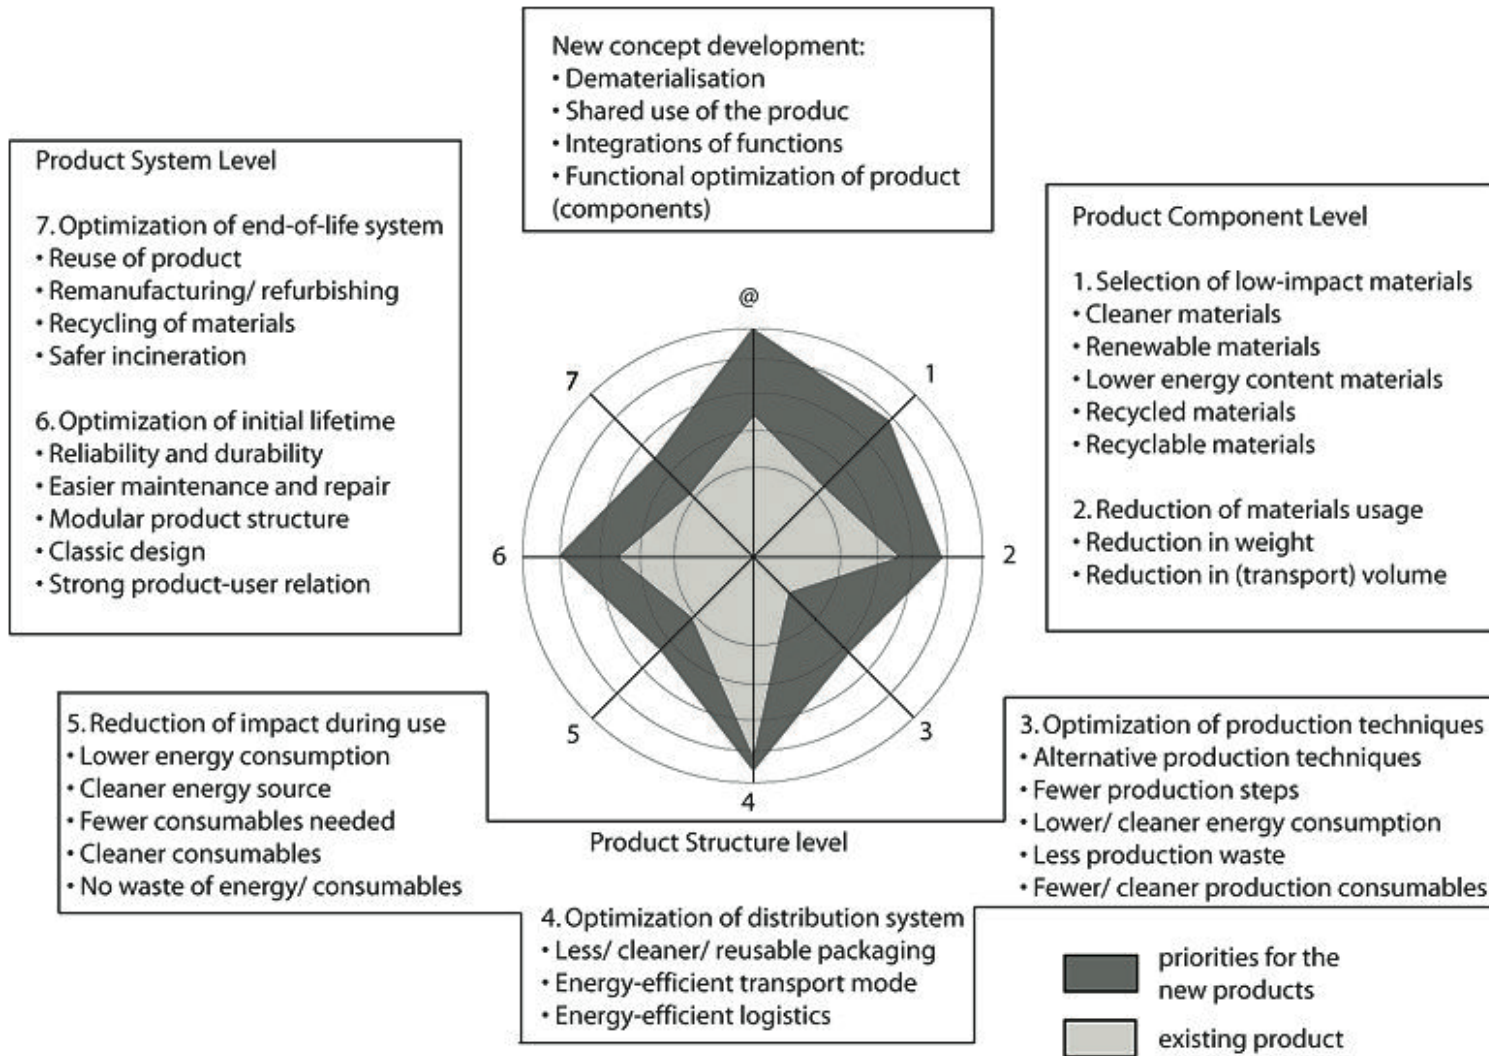 New concept development:
• Dematerialisation
• Shared use of the produc
• Integrations of functions
• Functional optimization of product
(components)
Product System Level
7. Optimization of end-of-life system
• Reuse of product
• Remanufacturing/ refurbishing
• Recycling of materials
• Safer incineration
6. Optimization of initial lifetime
• Reliability and durability
• Easier maintenance and repair
• Modular product structure
• Classic design
• Strong product-user relation
Product Component Level
1. Selection of low-impact materials
• Cleaner materials
• Renewable materials
• Lower energy content materials
• Recycled materials
• Recyclable materials
2. Reduction of materials usage
• Reduction in weight
• Reduction in (transport) volume
@
1
2
3
4
5
6
7
5. Reduction of impact during use
• Lower energy consumption
• Cleaner energy source
• Fewer consumables needed
• Cleaner consumables
• No waste of energy/ consumables
Product Structure level
3. Optimization of production techniques
• Alternative production techniques
• Fewer production steps
• Lower/ cleaner energy consumption
• Less production waste
• Fewer/ cleaner production consumables
4. Optimization of distribution system
• Less/ cleaner/ reusable packaging
• Energy-efficient transport mode
• Energy-efficient logistics
priorities for the
new products
existing product